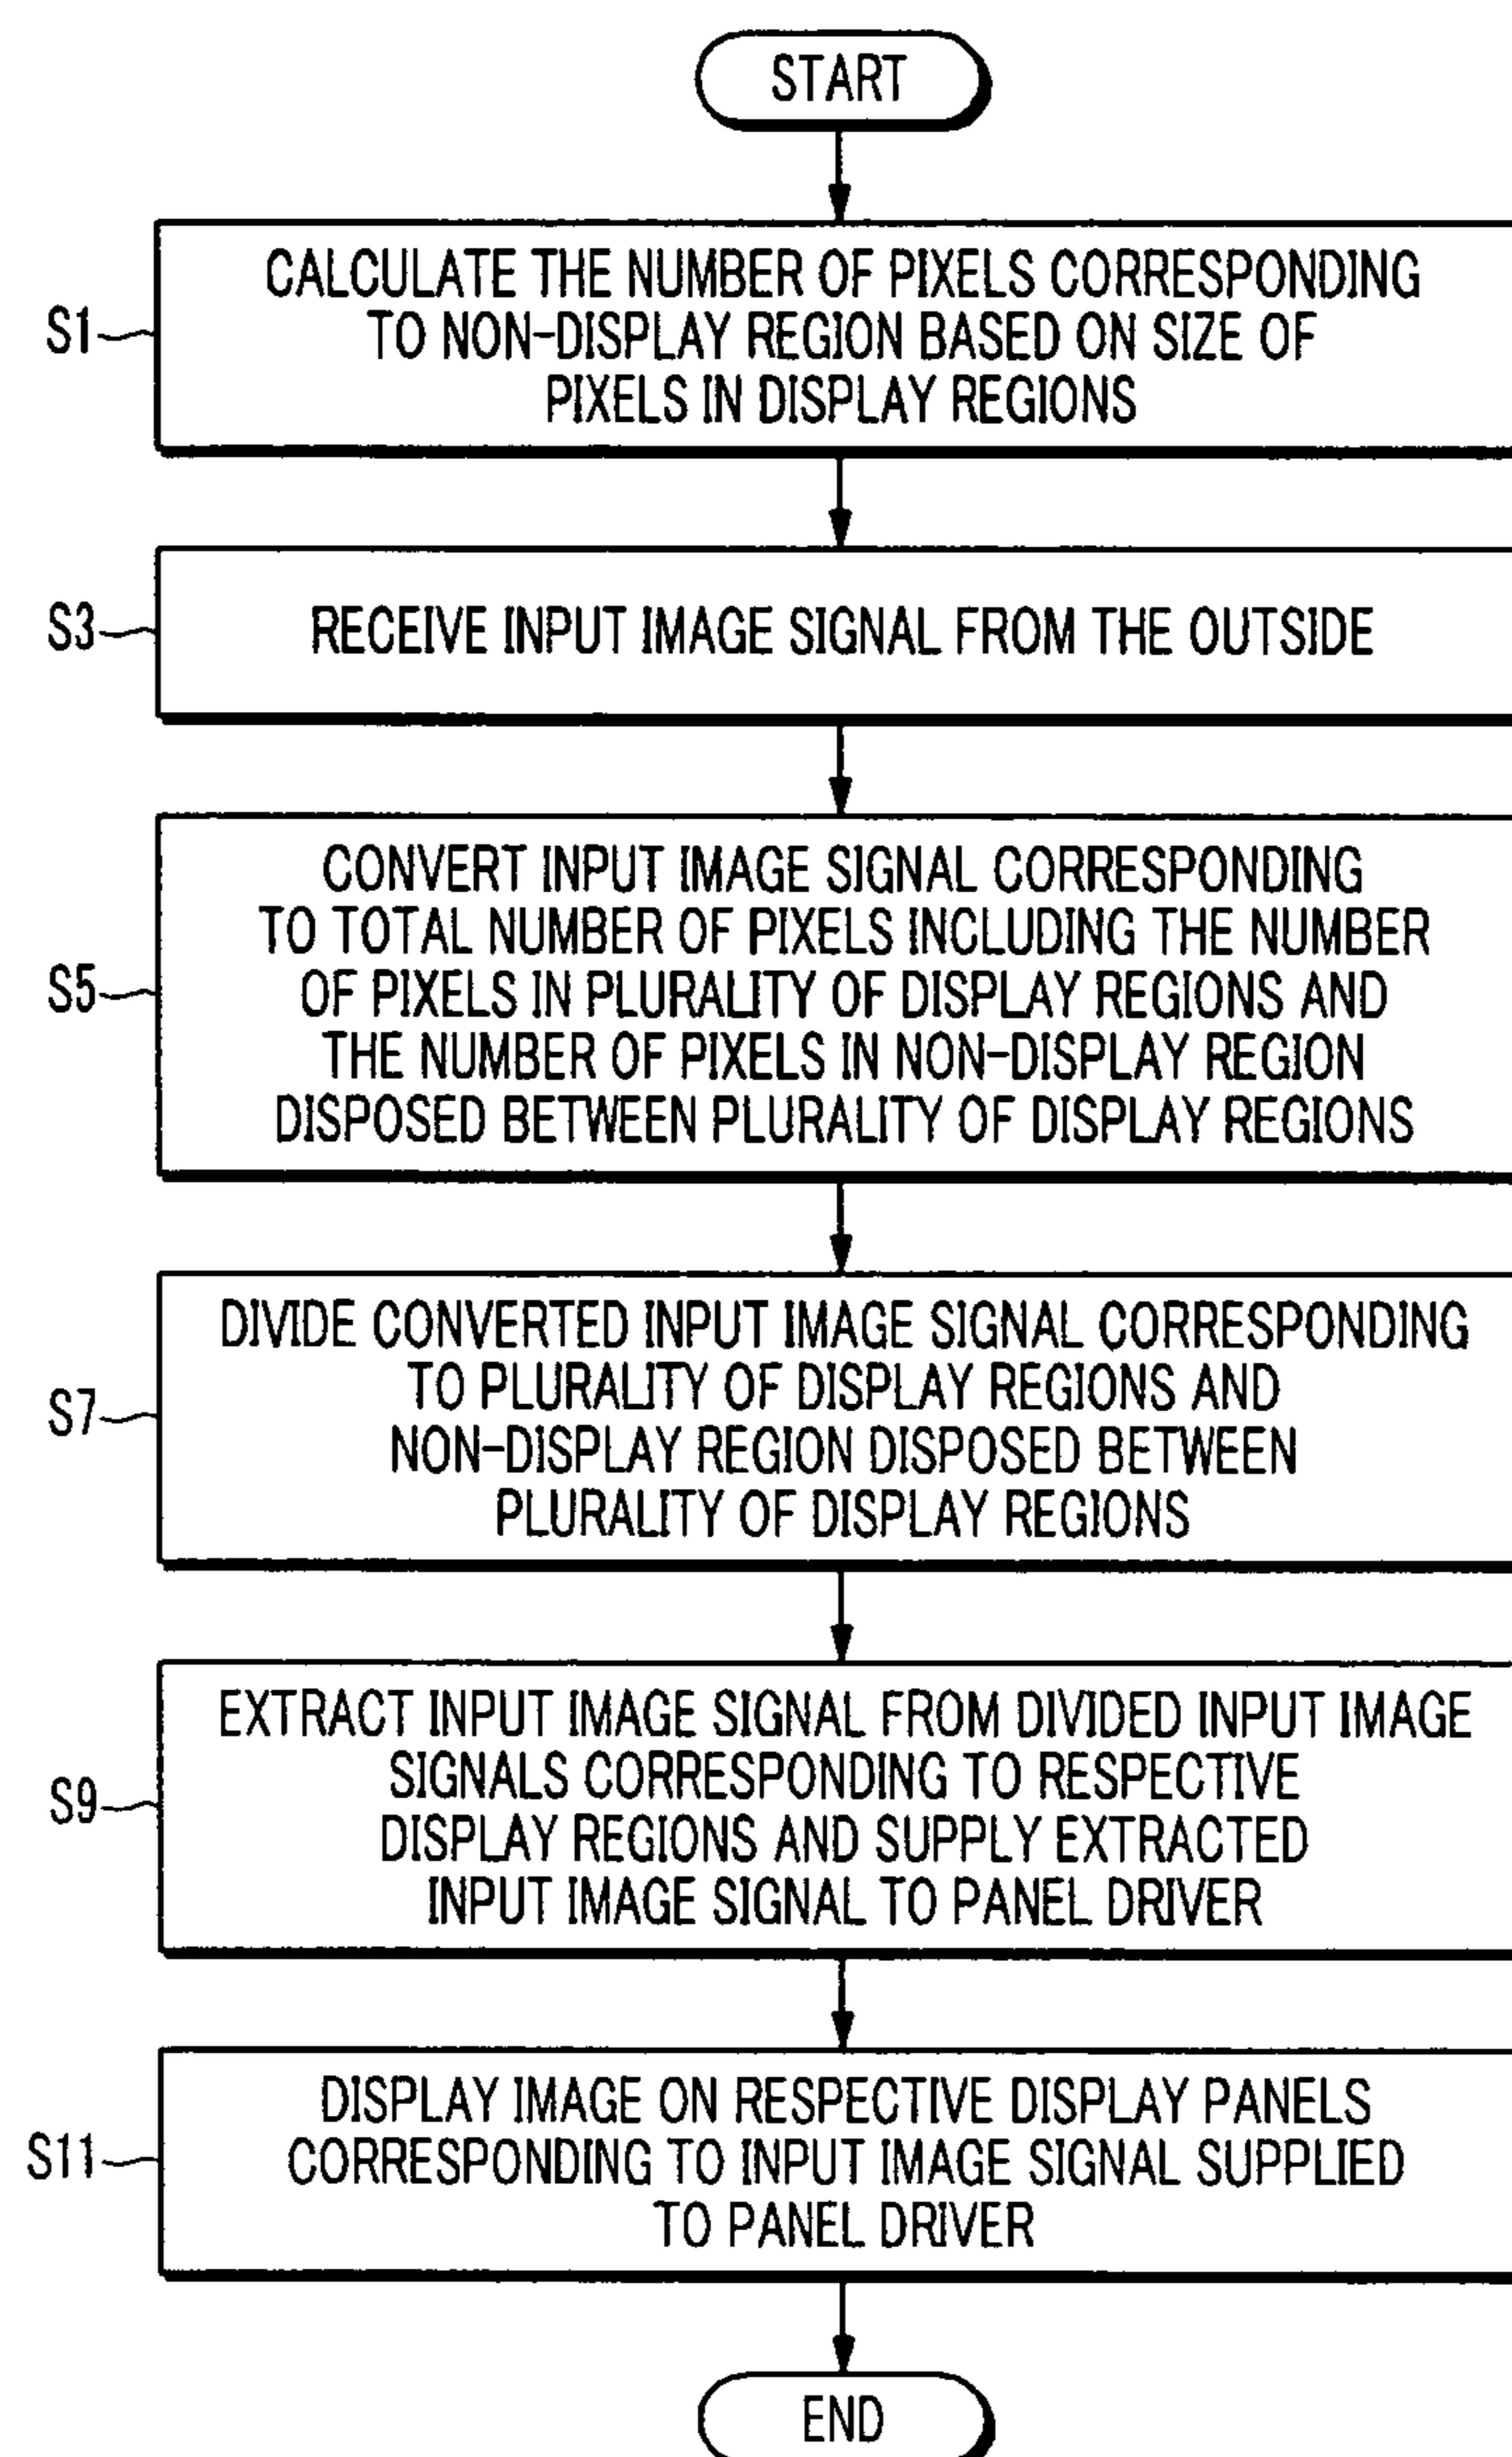 START
S1
CALCULATE THE NUMBER OF PIXELS CORRESPONDING
TO NON-DISPLAY REGION BASED ON SIZE OF
PIXELS IN DISPLAY REGIONS
S3
RECEIVE INPUT IMAGE SIGNAL FROM THE OUTSIDE
S5
CONVERT INPUT IMAGE SIGNAL CORRESPONDING
TO TOTAL NUMBER OF PIXELS INCLUDING THE NUMBER
OF PIXELS IN PLURALITY OF DISPLAY REGIONS AND
THE NUMBER OF PIXELS IN NON-DISPLAY REGION
DISPOSED BETWEEN PLURALITY OF DISPLAY REGIONS
S7
DIVIDE CONVERTED INPUT IMAGE SIGNAL CORRESPONDING
TO PLURALITY OF DISPLAY REGIONS AND
NON-DISPLAY REGION DISPOSED BETWEEN
PLURALITY OF DISPLAY REGIONS
S9
EXTRACT INPUT IMAGE SIGNAL FROM DIVIDED INPUT IMAGE
SIGNALS CORRESPONDING TO RESPECTIVE
DISPLAY REGIONS AND SUPPLY EXTRACTED
INPUT IMAGE SIGNAL TO PANEL DRIVER
S11
DISPLAY IMAGE ON RESPECTIVE DISPLAY PANELS
CORRESPONDING TO INPUT IMAGE SIGNAL SUPPLIED
TO PANEL DRIVER
END